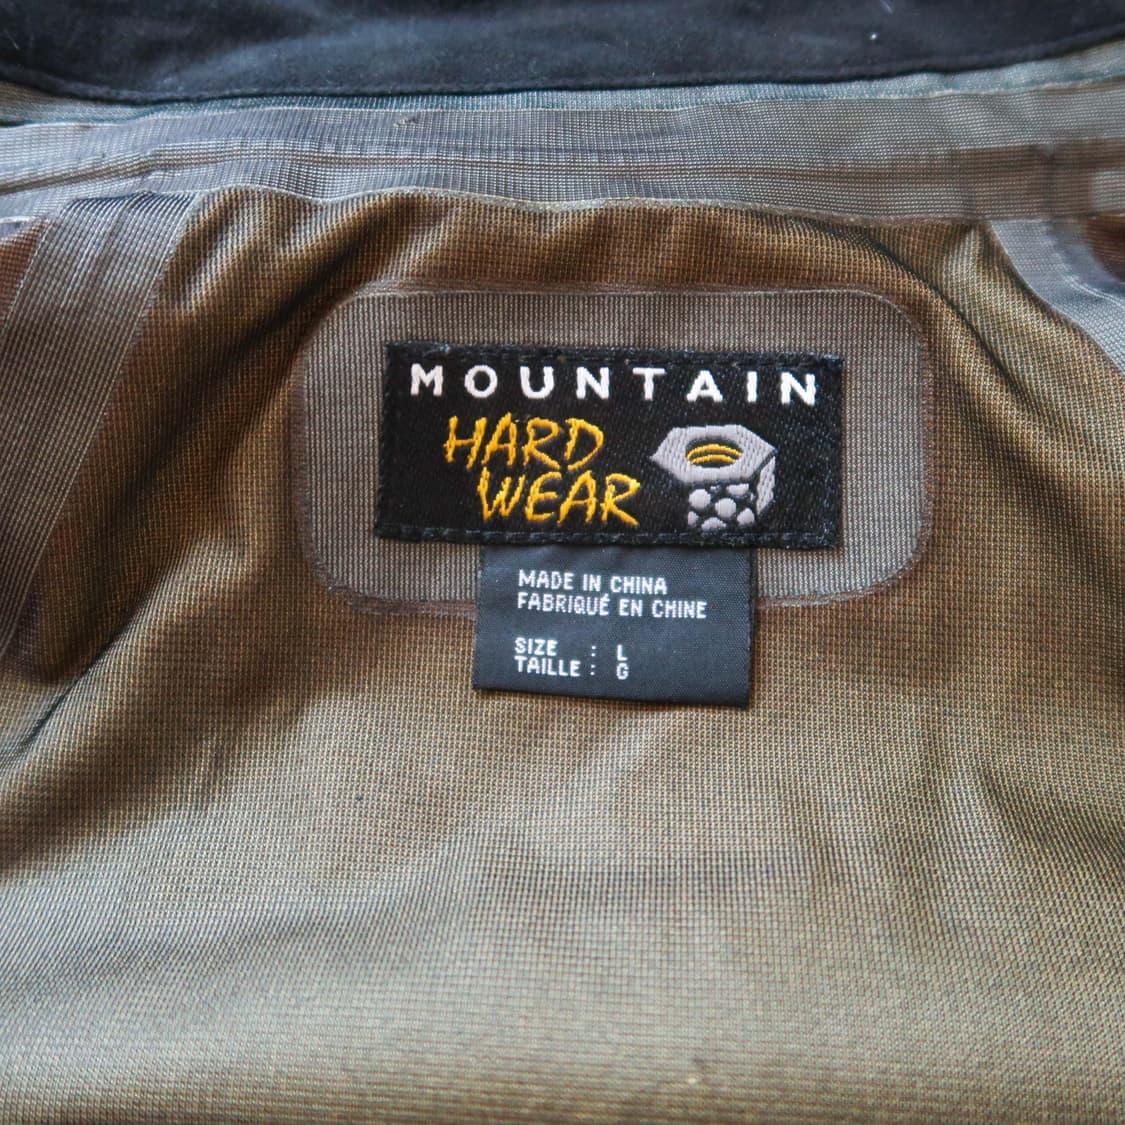 MOUNTAIN
HARD
WEAR
MADE IN CHINA
FABRIQUÉ EN CHINE
SIZE : L
TAILLE : G